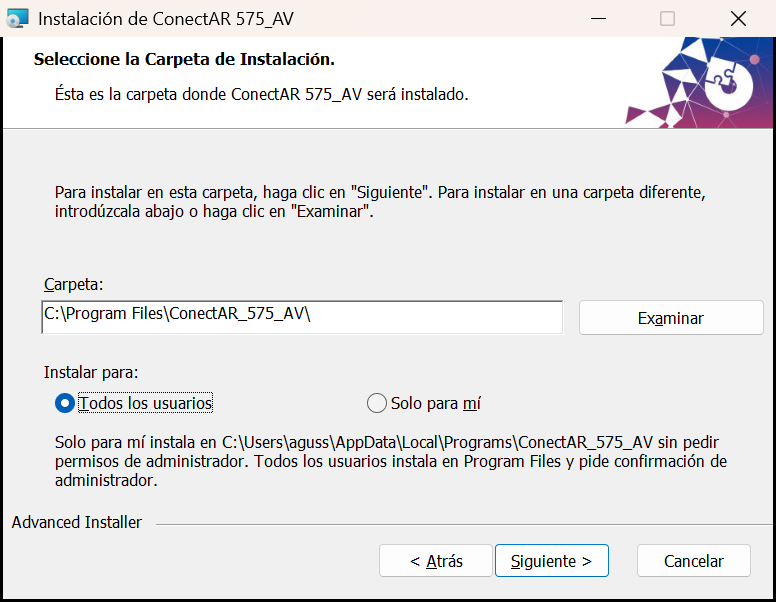 Instalación de ConectAR 575_AV
Seleccione la Carpeta de Instalación.
Ésta es la carpeta donde ConectAR 575_AV será instalado.
Para instalar en esta carpeta, haga clic en "Siguiente". Para instalar en una carpeta diferente,
introdúzcala abajo o haga clic en "Examinar".
Carpeta:
C:\Program Files\ConectAR_575_AV\
Examinar
Instalar para:
Todos los usuarios
Solo para mí
Solo para mí instala en C:\Users\aguss\AppData\Local\Programs\ConectAR_575_AV sin pedir
permisos de administrador. Todos los usuarios instala en Program Files y pide confirmación de
administrador.
Advanced Installer
< Atrás
Siguiente >
Cancelar